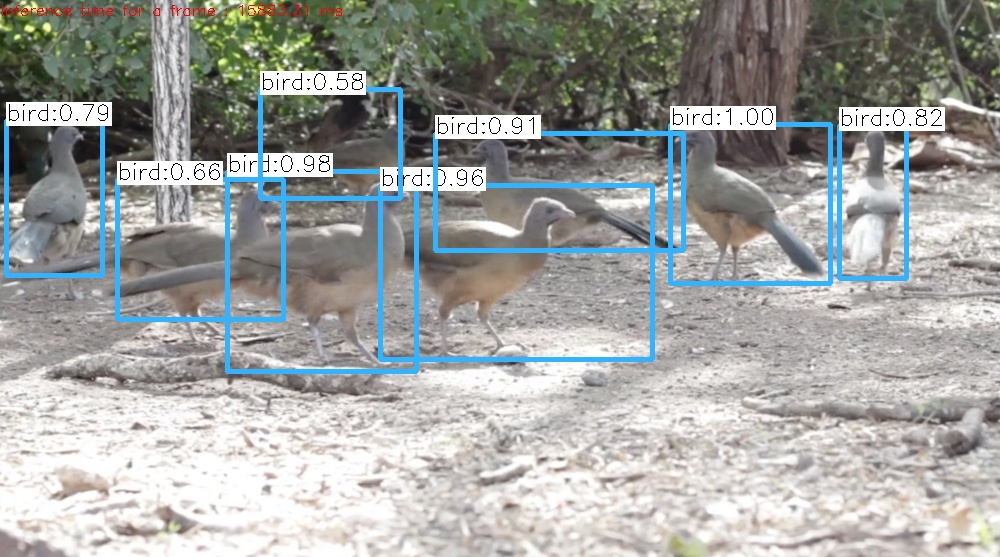 Inference time for a frame : 15883.31 ms
bird:0.58
bird:0.79
bird:1.00
bird:0.82
bird:0.91
bird:0.66
bird:0.98
bird:0.96